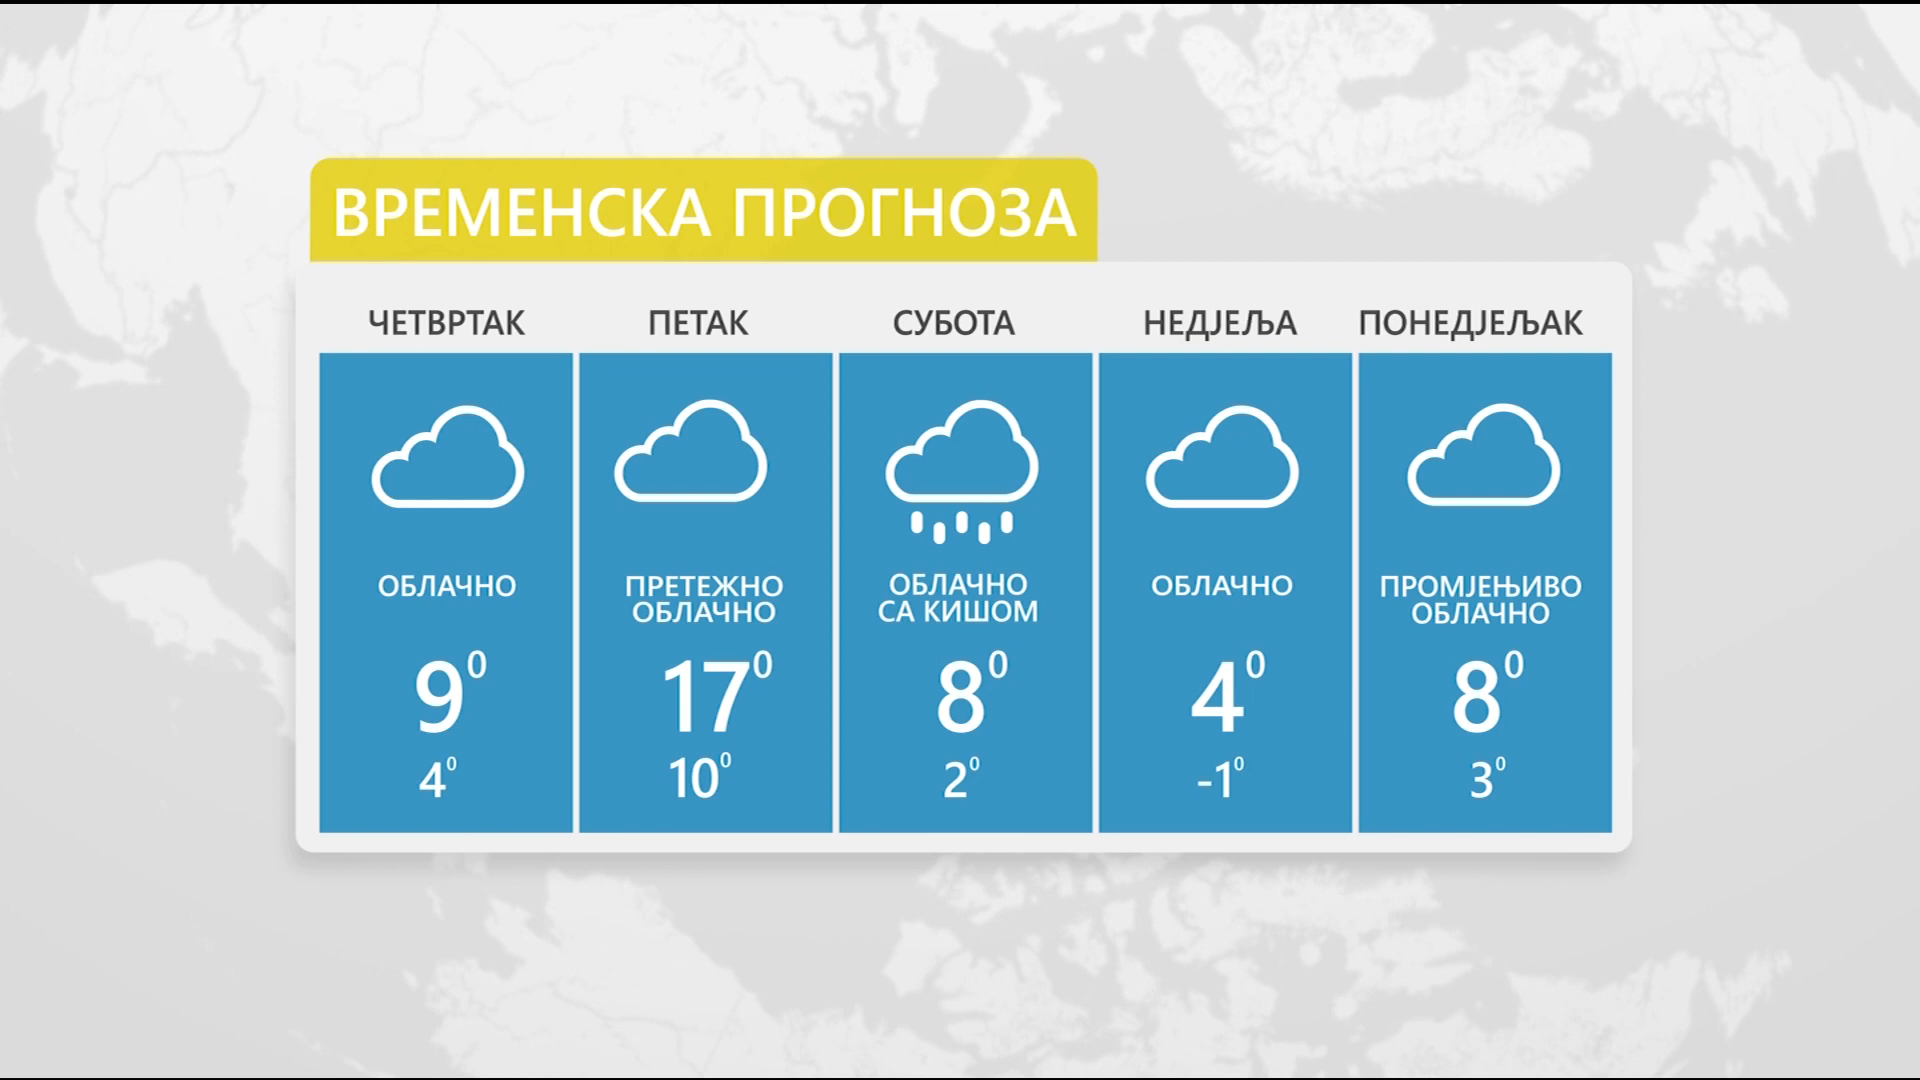 ВРЕМЕНСКА ПРОГНОЗА
ЧЕТВРТАК
ОБЛАЧНО
9⁰
4⁰
ПЕТАК
ПРЕТЕЖНО
ОБЛАЧНО
17⁰
10⁰
СУБОТА
ОБЛАЧНО
СА КИШОМ
8⁰
2⁰
НЕДЈЕЉА
ОБЛАЧНО
4⁰
-1⁰
ПОНЕДЈЕЉАК
ПРОМЈЕЊИВО
ОБЛАЧНО
8⁰
3⁰